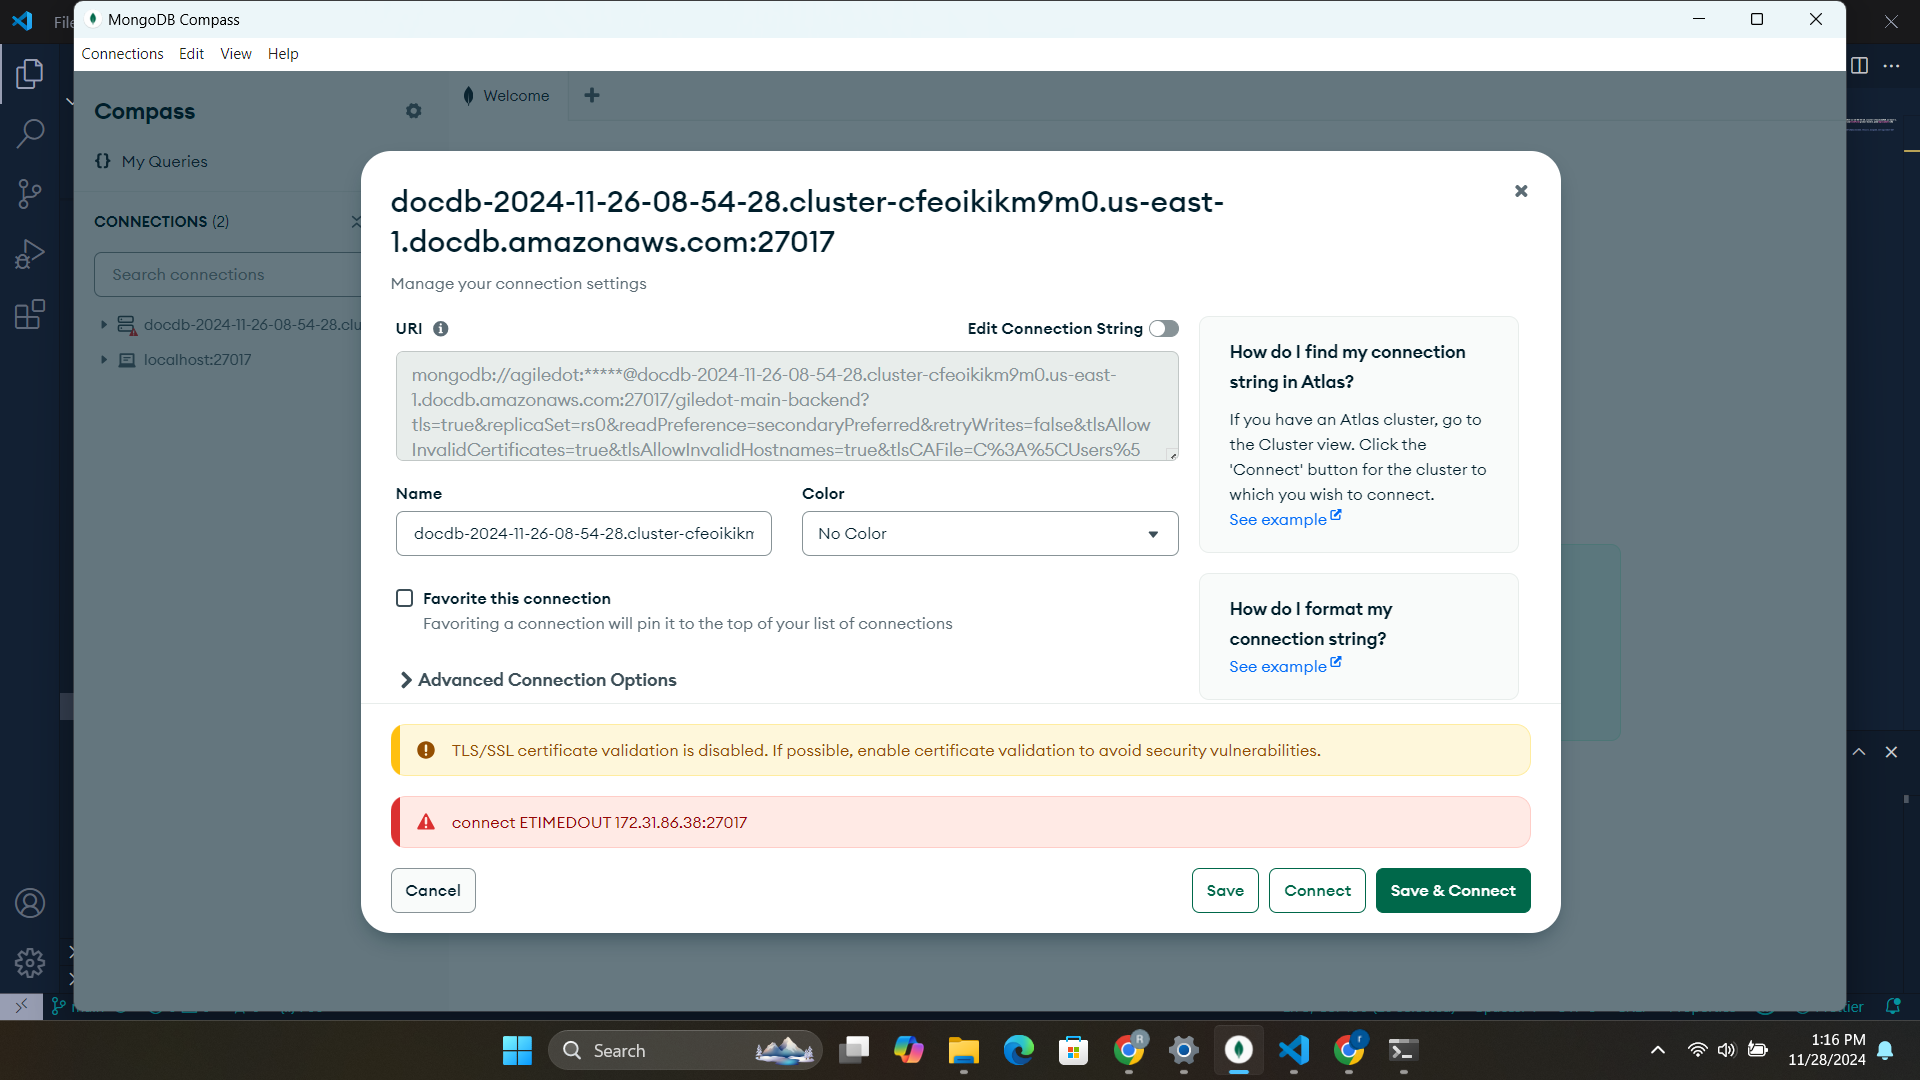 File
MongoDB Compass
Connections Edit View Help
Compass
Welcome
My Queries
CONNECTIONS (2)
Search connections
docdb-2024-11-26-08-54-28.clu
localhost:27017
docdb-2024-11-26-08-54-28.cluster-cfeoikikm9m0.us-east-
1.docdb.amazonaws.com:27017
Manage your connection settings
URI
Edit Connection String
mongodb://agiledot:*****@docdb-2024-11-26-08-54-28.cluster-cfeoikikm9m0.us-east-
1.docdb.amazonaws.com:27017/giledot-main-backend?
tls=true&replicaSet=rs0&readPreference=secondaryPreferred&retryWrites=false&tlsAllow
InvalidCertificates=true&tlsAllowInvalidHostnames=true&tlsCAFile=C%3A%5CUsers%5
Name
Color
docdb-2024-11-26-08-54-28.cluster-cfeoikikm
No Color
Favorite this connection
Favoriting a connection will pin it to the top of your list of connections
Advanced Connection Options
How do I find my connection
string in Atlas?
If you have an Atlas cluster, go to
the Cluster view. Click the
'Connect' button for the cluster to
which you wish to connect.
See example
How do I format my
connection string?
See example
TLS/SSL certificate validation is disabled. If possible, enable certificate validation to avoid security vulnerabilities.
connect ETIMEDOUT 172.31.86.38:27017
Cancel
Save
Connect
Save & Connect
Search
1:16 PM
11/28/2024